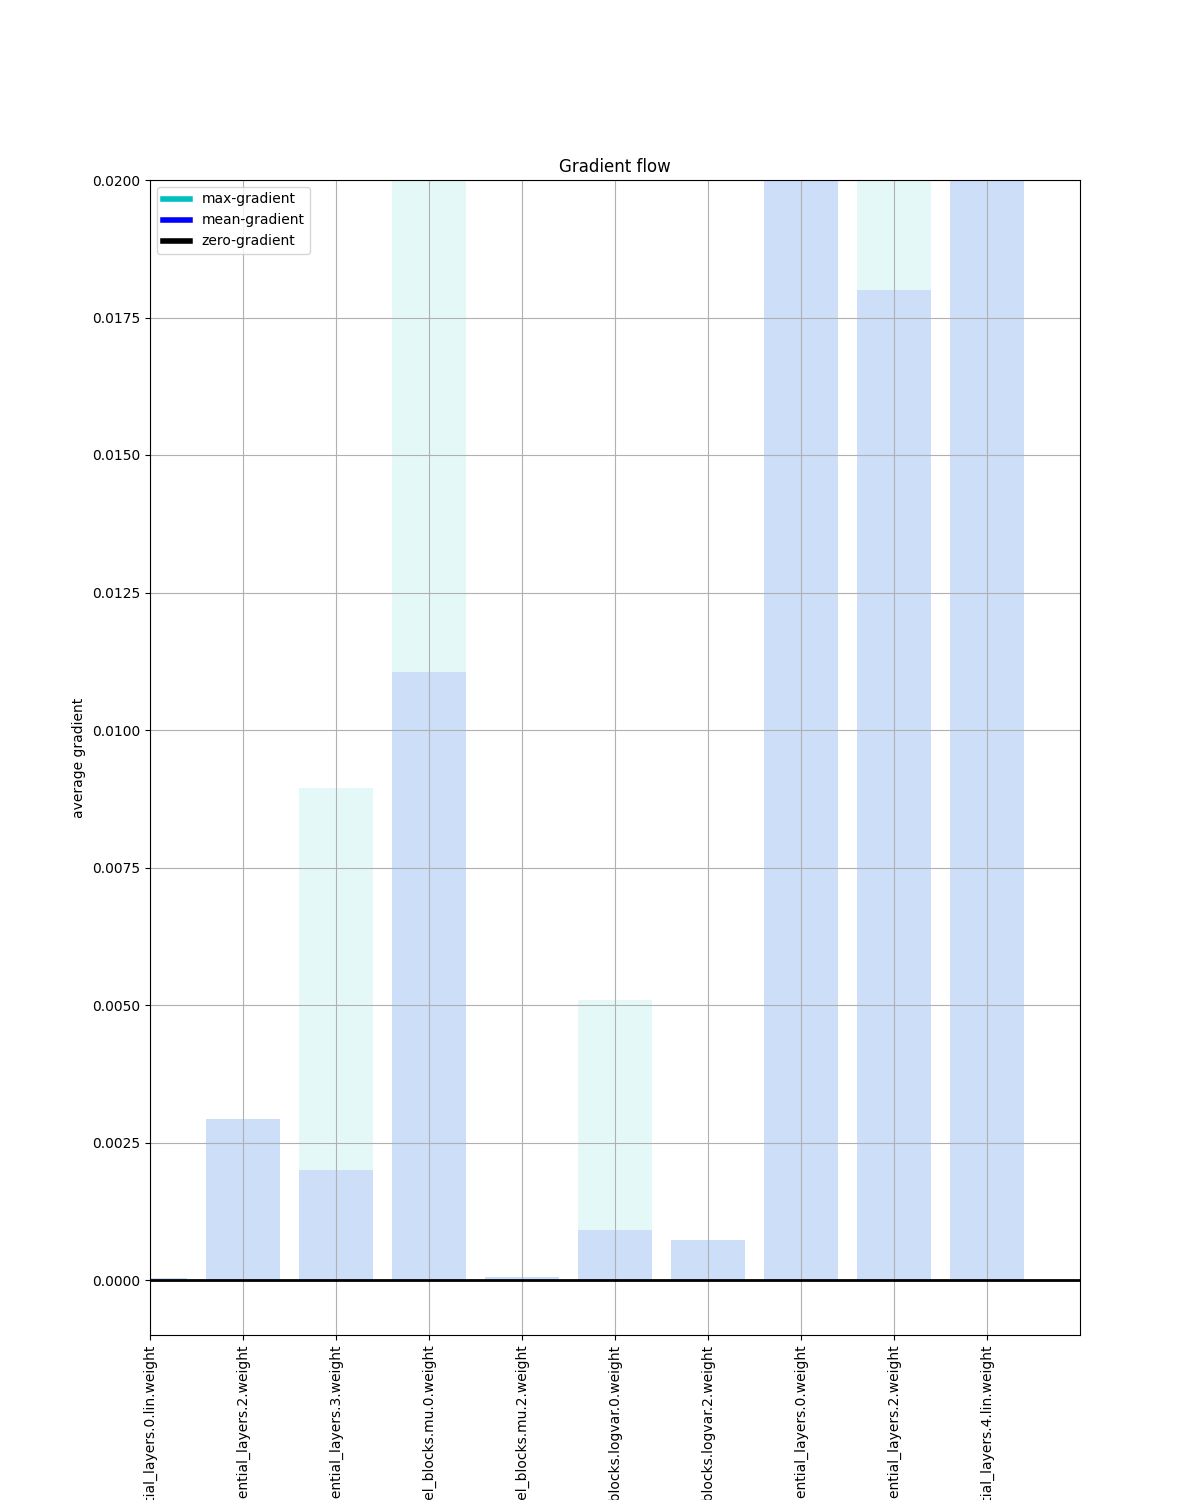 Gradient flow
max-gradient
mean-gradient
zero-gradient
0.0200
0.0175
0.0150
0.0125
0.0100
0.0075
0.0050
0.0025
0.0000
average gradient
tial_layers.0.lin.weight
ential_layers.2.weight
ential_layers.3.weight
el_blocks.mu.0.weight
el_blocks.mu.2.weight
blocks.logvar.0.weight
blocks.logvar.2.weight
ential_layers.0.weight
ential_layers.2.weight
tial_layers.4.lin.weight